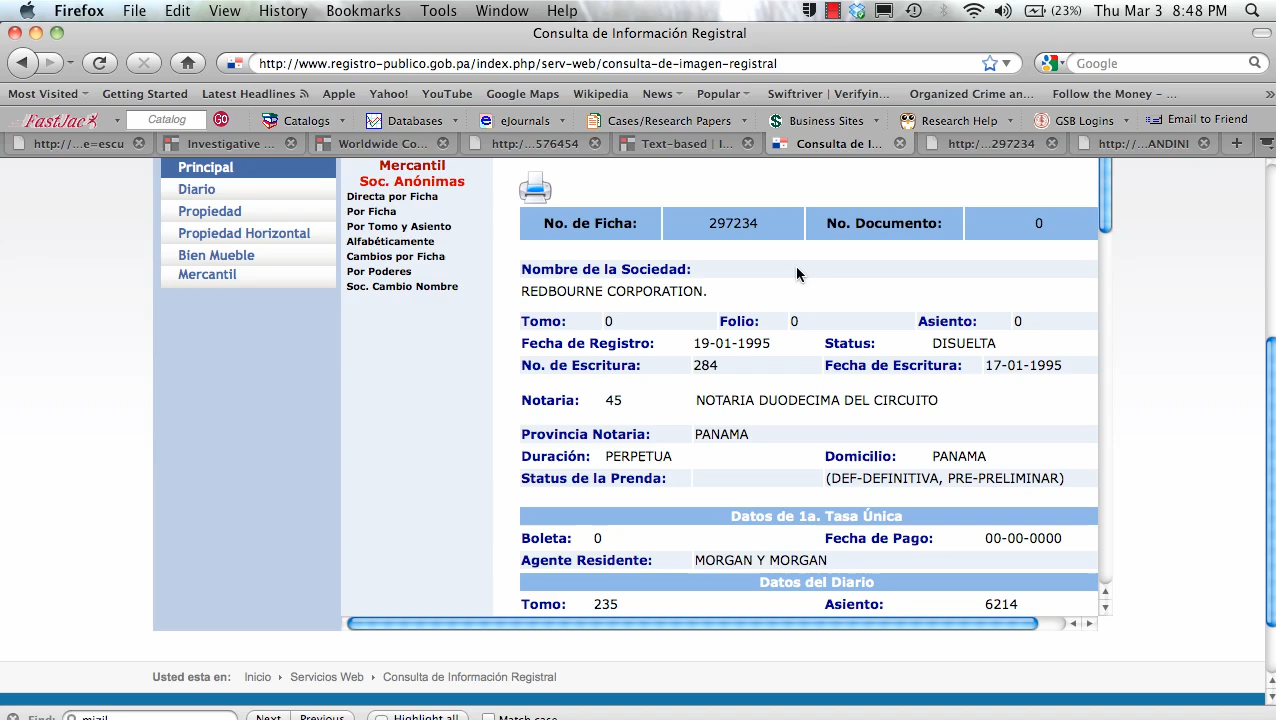 Firefox File Edit View History Bookmarks Tools Window Help (23%) Thu Mar 3 8:48 PM
Consulta de Información Registral
http://www.registro-publico.gob.pa/index.php/serv-web/consulta-de-imagen-registral Google
Most Visited Getting Started Latest Headlines Apple Yahoo! YouTube Google Maps Wikipedia News Popular Swiftriver | Verifyin... Organized Crime an... Follow the Money - ... »
FastJac Catalog GO Catalogs Databases eJournals Cases/Research Papers Business Sites Research Help GSB Logins Email to Friend
http://...e=escu Investigative ... Worldwide Co... http:/...576454 Text-based | I... Consulta de I... http:/...297234 http://...ANDINI
Principal
Diario
Propiedad
Propiedad Horizontal
Bien Mueble
Mercantil
Mercantil
Soc. Anónimas
Directa por Ficha
Por Ficha
Por Tomo y Asiento
Alfabéticamente
Cambios por Ficha
Por Poderes
Soc. Cambio Nombre
No. de Ficha: 297234 No. Documento: 0
Nombre de la Sociedad:
REDBOURNE CORPORATION.
Tomo: 0 Folio: 0 Asiento: 0
Fecha de Registro: 19-01-1995 Status: DISUELTA
No. de Escritura: 284 Fecha de Escritura: 17-01-1995
Notaria: 45 NOTARIA DUODECIMA DEL CIRCUITO
Provincia Notaria: PANAMA
Duración: PERPETUA Domicilio: PANAMA
Status de la Prenda: (DEF-DEFINITIVA, PRE-PRELIMINAR)
Datos de 1a. Tasa Única
Boleta: 0 Fecha de Pago: 00-00-0000
Agente Residente: MORGAN Y MORGAN
Datos del Diario
Tomo: 235 Asiento: 6214
Usted esta en: Inicio Servicios Web Consulta de Información Registral
Find: mizil Next Previous Highlight all Match case